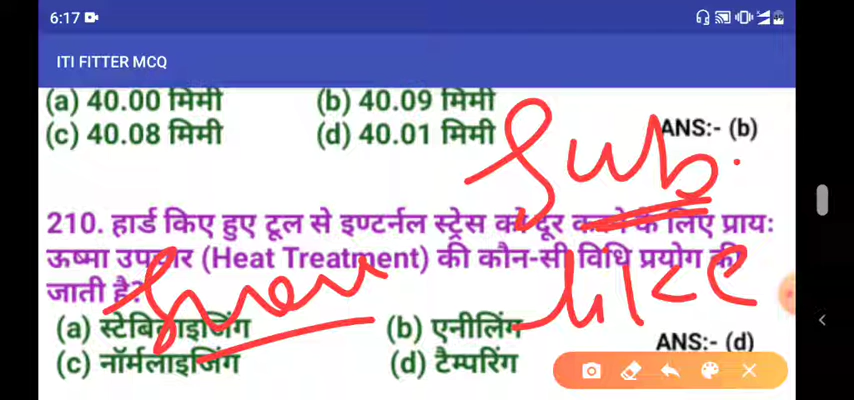 6:17
ITI FITTER MCQ
(a) 40.00 मिमी (b) 40.09 मिमी
(c) 40.08 मिमी (d) 40.01 मिमी ANS:- (b)
Sub.
210. हार्ड किए हुए टूल से इण्टर्नल स्ट्रेस को दूर करने के लिए प्रायः
ऊष्मा उपचार (Heat Treatment) की कौन-सी विधि प्रयोग की
जाती है?
like
(a) स्टेबिलाइजिंग (b) एनीलिंग
(c) नॉर्मलाइजिंग (d) टैम्परिंग ANS:- (d)